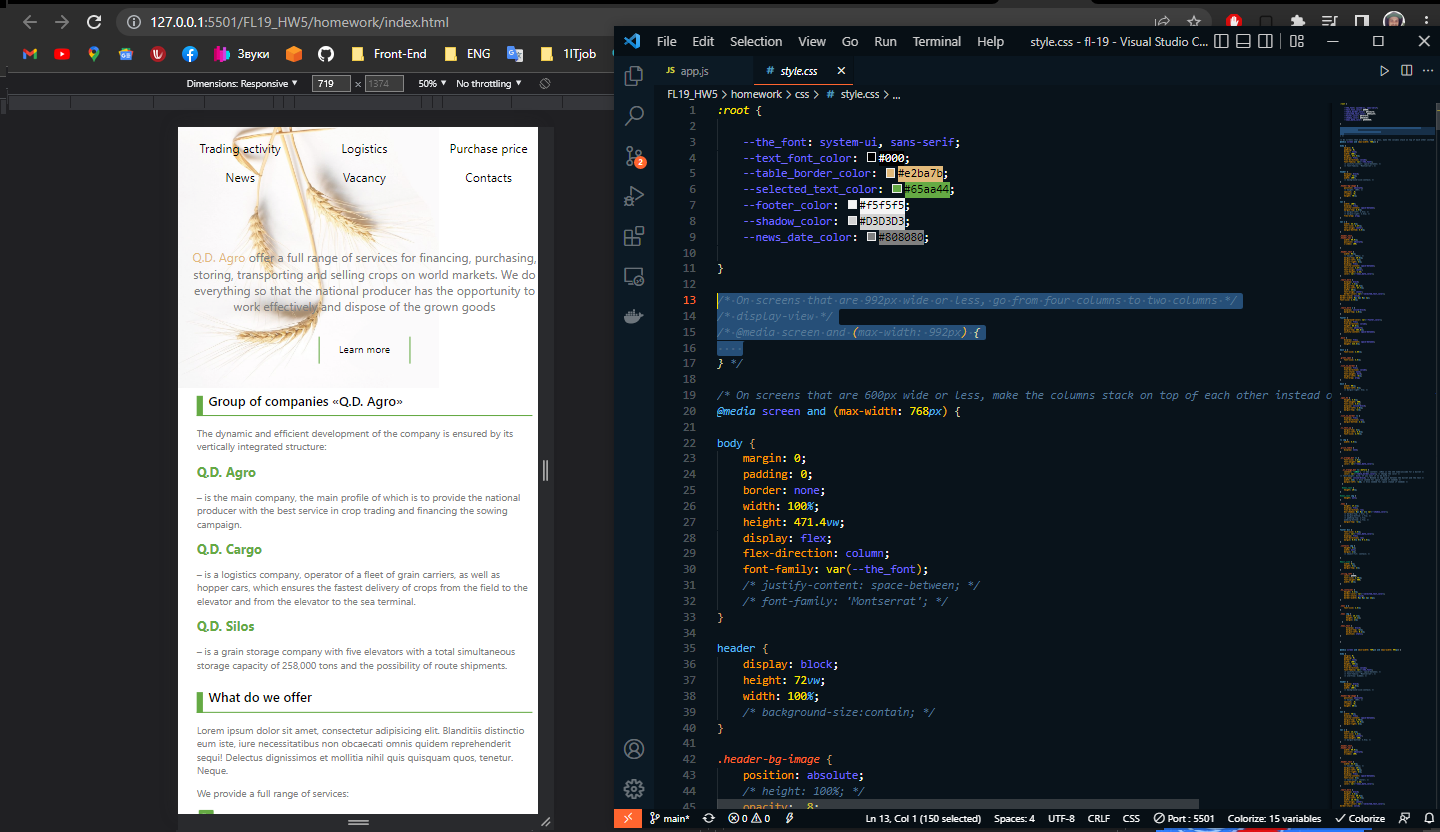 127.0.0.1:5501/FL19_HW5/homework/index.html
Звуки
Front-End
ENG
1ITjob
Dimensions: Responsive
719 × 1374
50%
No throttling
Trading activity
Logistics
Purchase price
News
Vacancy
Contacts
Q.D. Agro offer a full range of services for financing, purchasing,
storing, transporting and selling crops on world markets. We do
everything so that the national producer has the opportunity to
work effectively and dispose of the grown goods
Learn more
Group of companies «Q.D. Agro»
The dynamic and efficient development of the company is ensured by its
vertically integrated structure:
Q.D. Agro
– is the main company, the main profile of which is to provide the national
producer with the best service in crop trading and financing the sowing
campaign.
Q.D. Cargo
– is a logistics company, operator of a fleet of grain carriers, as well as
hopper cars, which ensures the fastest delivery of crops from the field to the
elevator and from the elevator to the sea terminal.
Q.D. Silos
– is a grain storage company with five elevators with a total simultaneous
storage capacity of 258,000 tons and the possibility of route shipments.
What do we offer
Lorem ipsum dolor sit amet, consectetur adipisicing elit. Blanditiis distinctio
eum iste, iure necessitatibus non obcaecati omnis quidem reprehenderit
sequi! Delectus dignissimos et mollitia nihil quis quisquam quos, tenetur.
Neque.
We provide a full range of services:
File Edit Selection View Go Run Terminal Help
style.css - fl-19 - Visual Studio C...
JS app.js
# style.css
FL19_HW5 > homework > css > # style.css > ...
2
1 :root {
2
3 --the_font: system-ui, sans-serif;
4 --text_font_color: #000;
5 --table_border_color: #e2ba7b;
6 --selected_text_color: #65aa44;
7 --footer_color: #f5f5f5;
8 --shadow_color: #D3D3D3;
9 --news_date_color: #808080;
10
11 }
12
13 /* On screens that are 992px wide or less, go from four columns to two columns */
14 /* display-view */
15 /* @media screen and (max-width: 992px) {
16
17 } */
18
19 /* On screens that are 600px wide or less, make the columns stack on top of each other instead o
20 @media screen and (max-width: 768px) {
21
22 body {
23 margin: 0;
24 padding: 0;
25 border: none;
26 width: 100%;
27 height: 471.4vw;
28 display: flex;
29 flex-direction: column;
30 font-family: var(--the_font);
31 /* justify-content: space-between; */
32 /* font-family: 'Montserrat'; */
33 }
34
35 header {
36 display: block;
37 height: 72vw;
38 width: 100%;
39 /* background-size:contain; */
40 }
41
42 .header-bg-image {
43 position: absolute;
44 /* height: 100%; */
45 opacity: .8;
main*
0 0
Ln 13, Col 1 (150 selected)
Spaces: 4
UTF-8
CRLF
CSS
Port : 5501
Colorize: 15 variables
Colorize